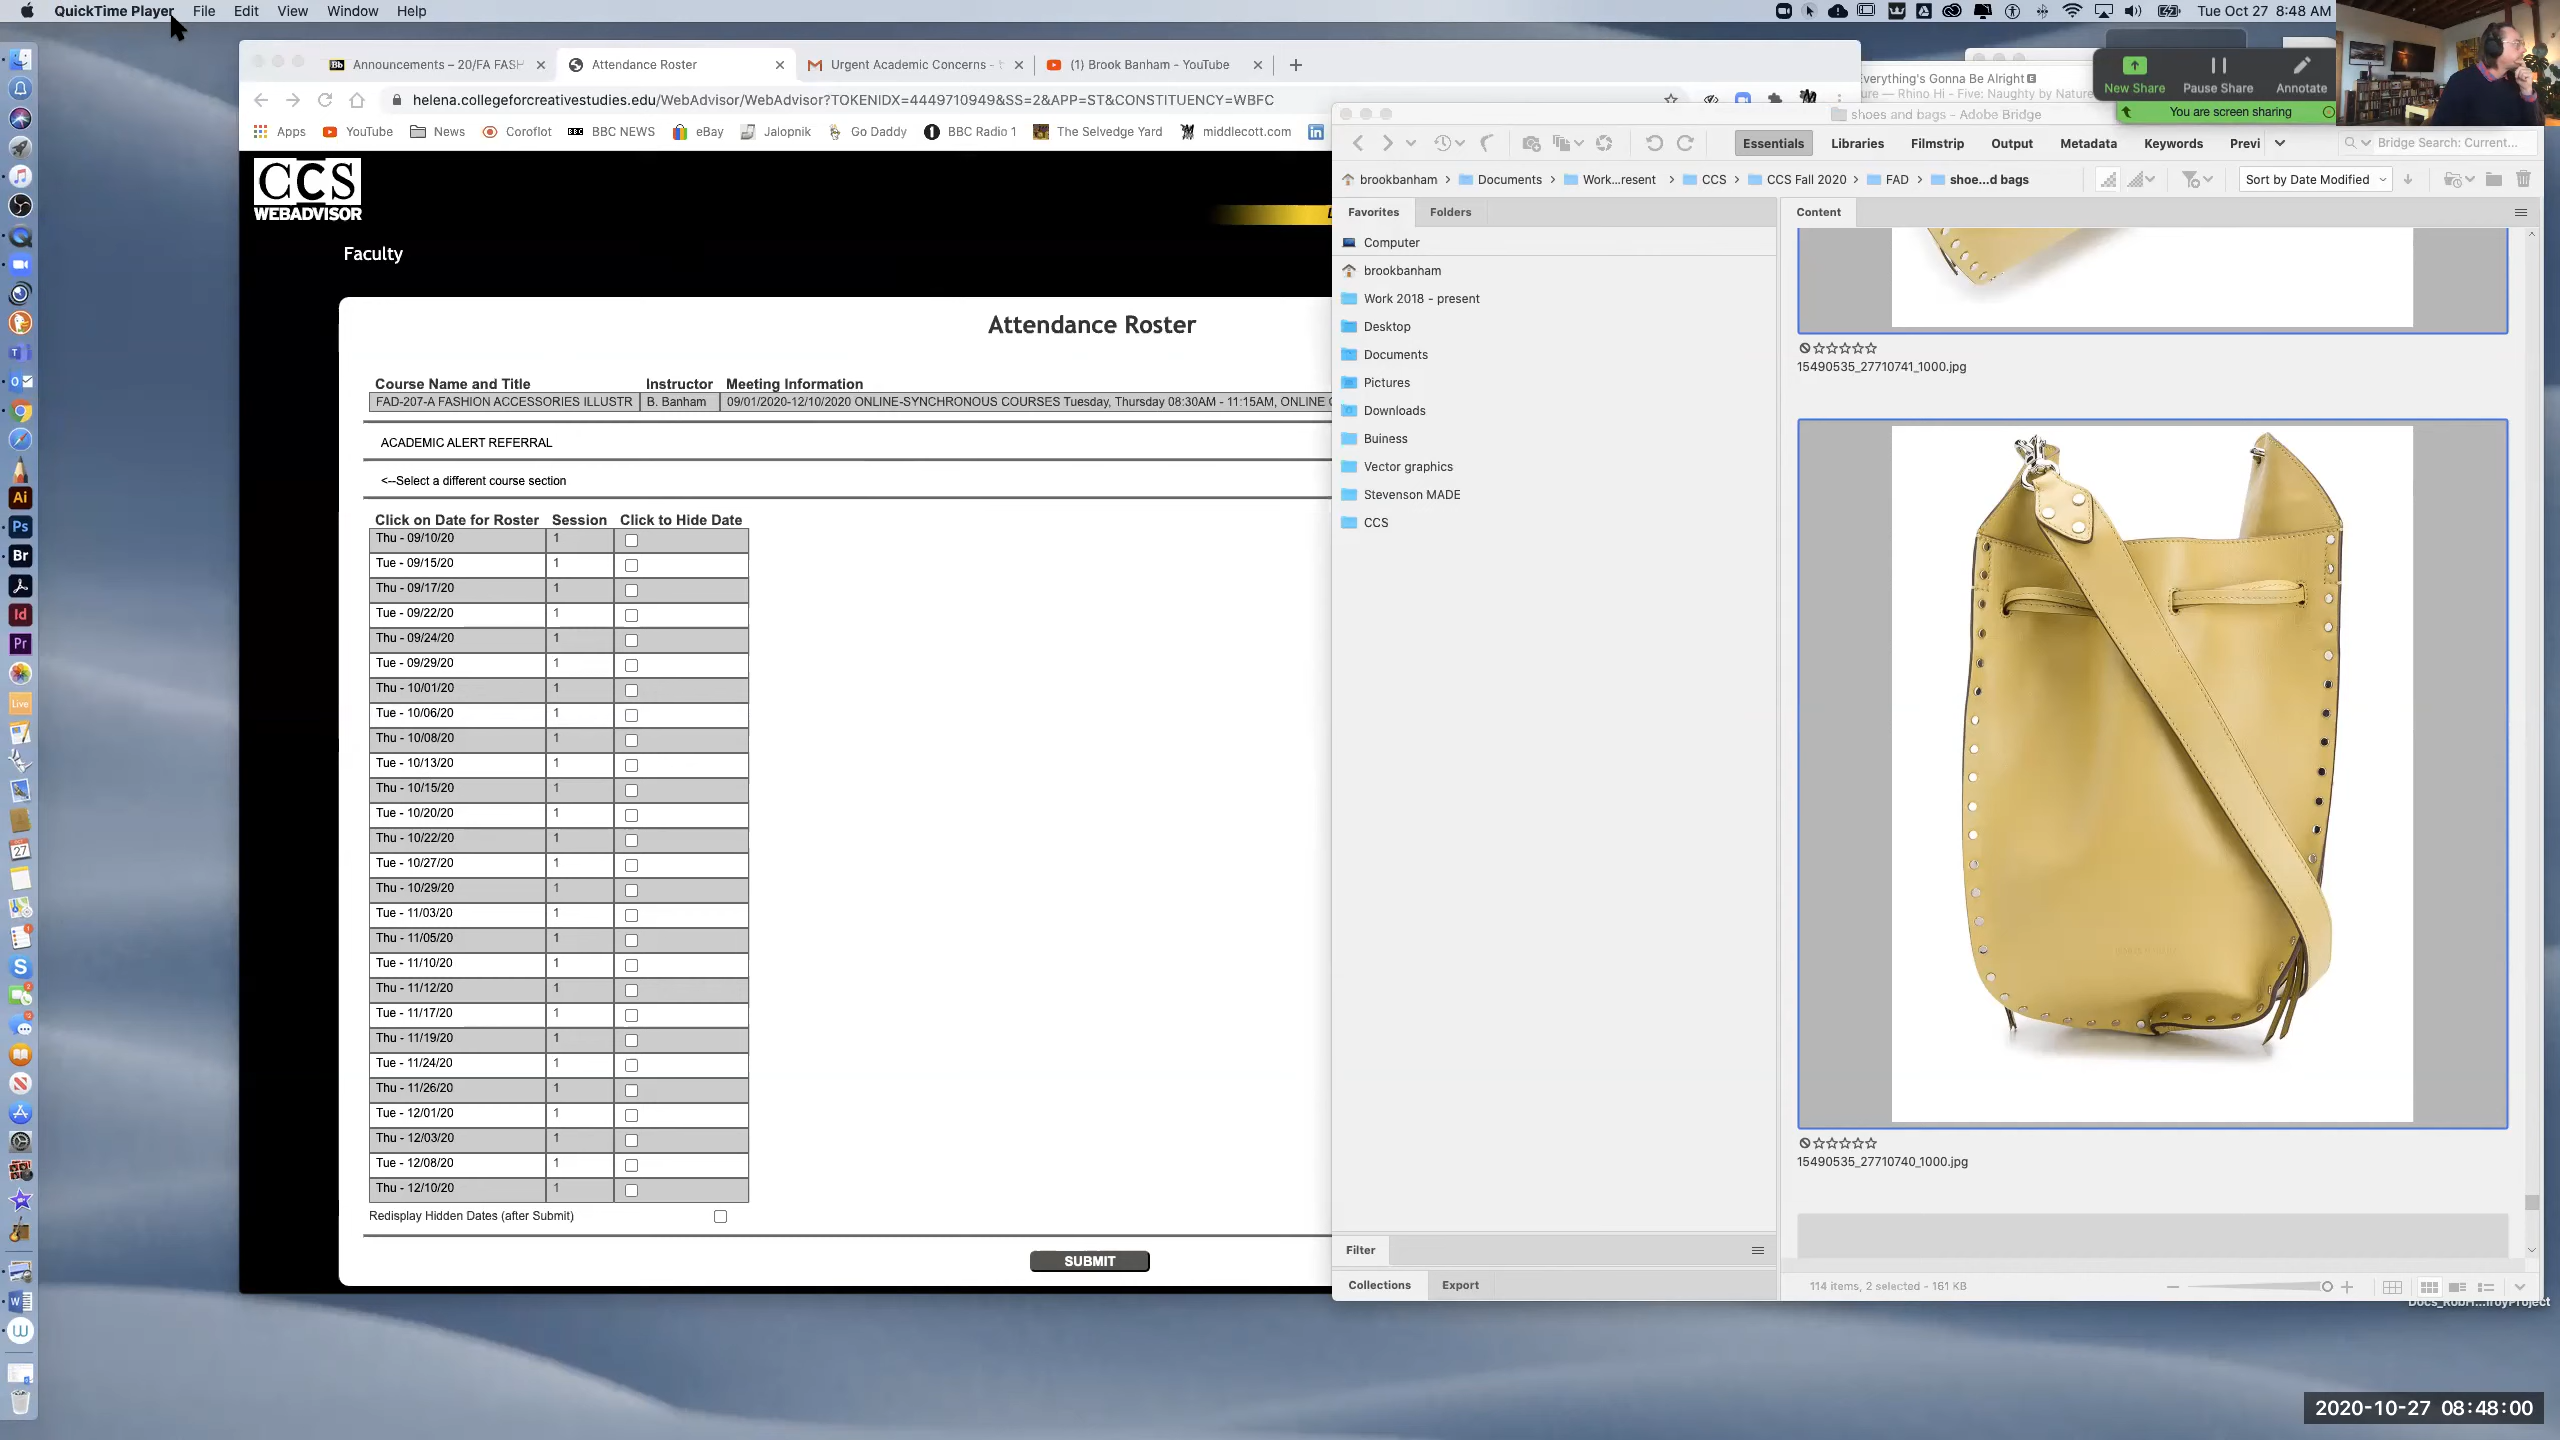 QuickTime Player File Edit View Window Help
Tue Oct 27 8:48 AM
Announcements – 20/FA FASH
Attendance Roster
Urgent Academic Concerns -
(1) Brook Banham - YouTube
helena.collegeforcreativestudies.edu/WebAdvisor/WebAdvisor?TOKENIDX=4449710949&SS=2&APP=ST&CONSTITUENCY=WBFC
Apps YouTube News Coroflot BBC NEWS eBay Jalopnik Go Daddy BBC Radio 1 The Selvedge Yard middlecott.com
Everything's Gonna Be Alright
Rhino Hi - Five: Naughty by Nature
New Share Pause Share Annotate
You are screen sharing
CCS
WEBADVISOR
Faculty
Attendance Roster
Course Name and Title Instructor Meeting Information
FAD-207-A FASHION ACCESSORIES ILLUSTR B. Banham 09/01/2020-12/10/2020 ONLINE-SYNCHRONOUS COURSES Tuesday, Thursday 08:30AM - 11:15AM, ONLINE
ACADEMIC ALERT REFERRAL
<--Select a different course section
Click on Date for Roster Session Click to Hide Date
Thu - 09/10/20 1
Tue - 09/15/20 1
Thu - 09/17/20 1
Tue - 09/22/20 1
Thu - 09/24/20 1
Tue - 09/29/20 1
Thu - 10/01/20 1
Tue - 10/06/20 1
Thu - 10/08/20 1
Tue - 10/13/20 1
Thu - 10/15/20 1
Tue - 10/20/20 1
Thu - 10/22/20 1
Tue - 10/27/20 1
Thu - 10/29/20 1
Tue - 11/03/20 1
Thu - 11/05/20 1
Tue - 11/10/20 1
Thu - 11/12/20 1
Tue - 11/17/20 1
Thu - 11/19/20 1
Tue - 11/24/20 1
Thu - 11/26/20 1
Tue - 12/01/20 1
Thu - 12/03/20 1
Tue - 12/08/20 1
Thu - 12/10/20 1
Redisplay Hidden Dates (after Submit)
SUBMIT
shoes and bags - Adobe Bridge
Essentials Libraries Filmstrip Output Metadata Keywords Previ
Bridge Search: Current...
brookbanham Documents Work...resent CCS CCS Fall 2020 FAD shoe...d bags
Sort by Date Modified
Favorites Folders
Content
Computer
brookbanham
Work 2018 - present
Desktop
Documents
Pictures
Downloads
Buiness
Vector graphics
Stevenson MADE
CCS
15490535_27710741_1000.jpg
15490535_27710740_1000.jpg
Filter
Collections Export
114 items, 2 selected - 161 KB
2020-10-27 08:48:00